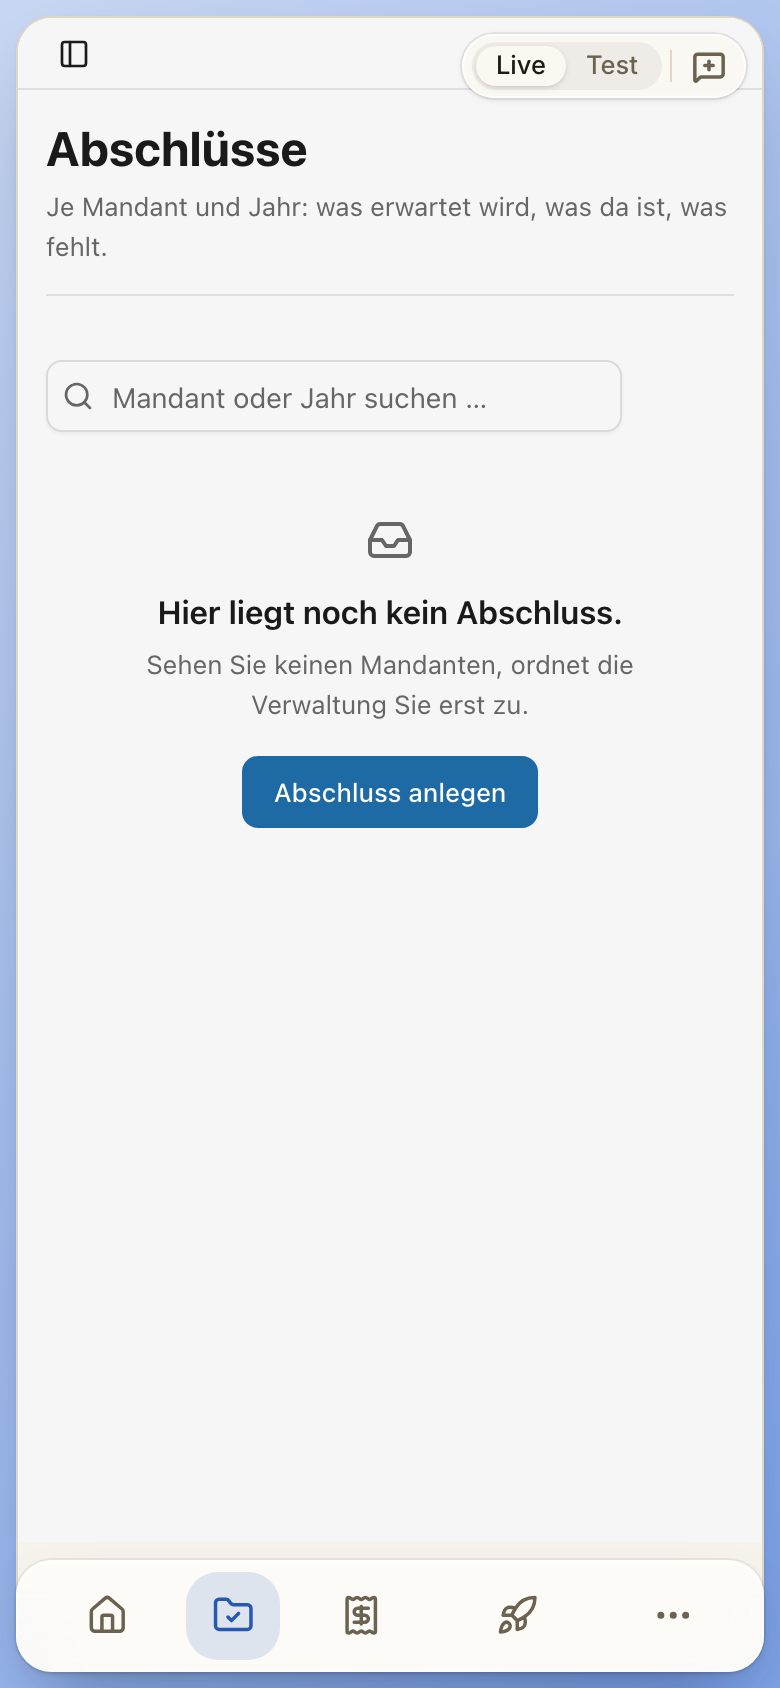 Live Test
Abschlüsse
Je Mandant und Jahr: was erwartet wird, was da ist, was
fehlt.
Mandant oder Jahr suchen ...
Hier liegt noch kein Abschluss.
Sehen Sie keinen Mandanten, ordnet die
Verwaltung Sie erst zu.
Abschluss anlegen